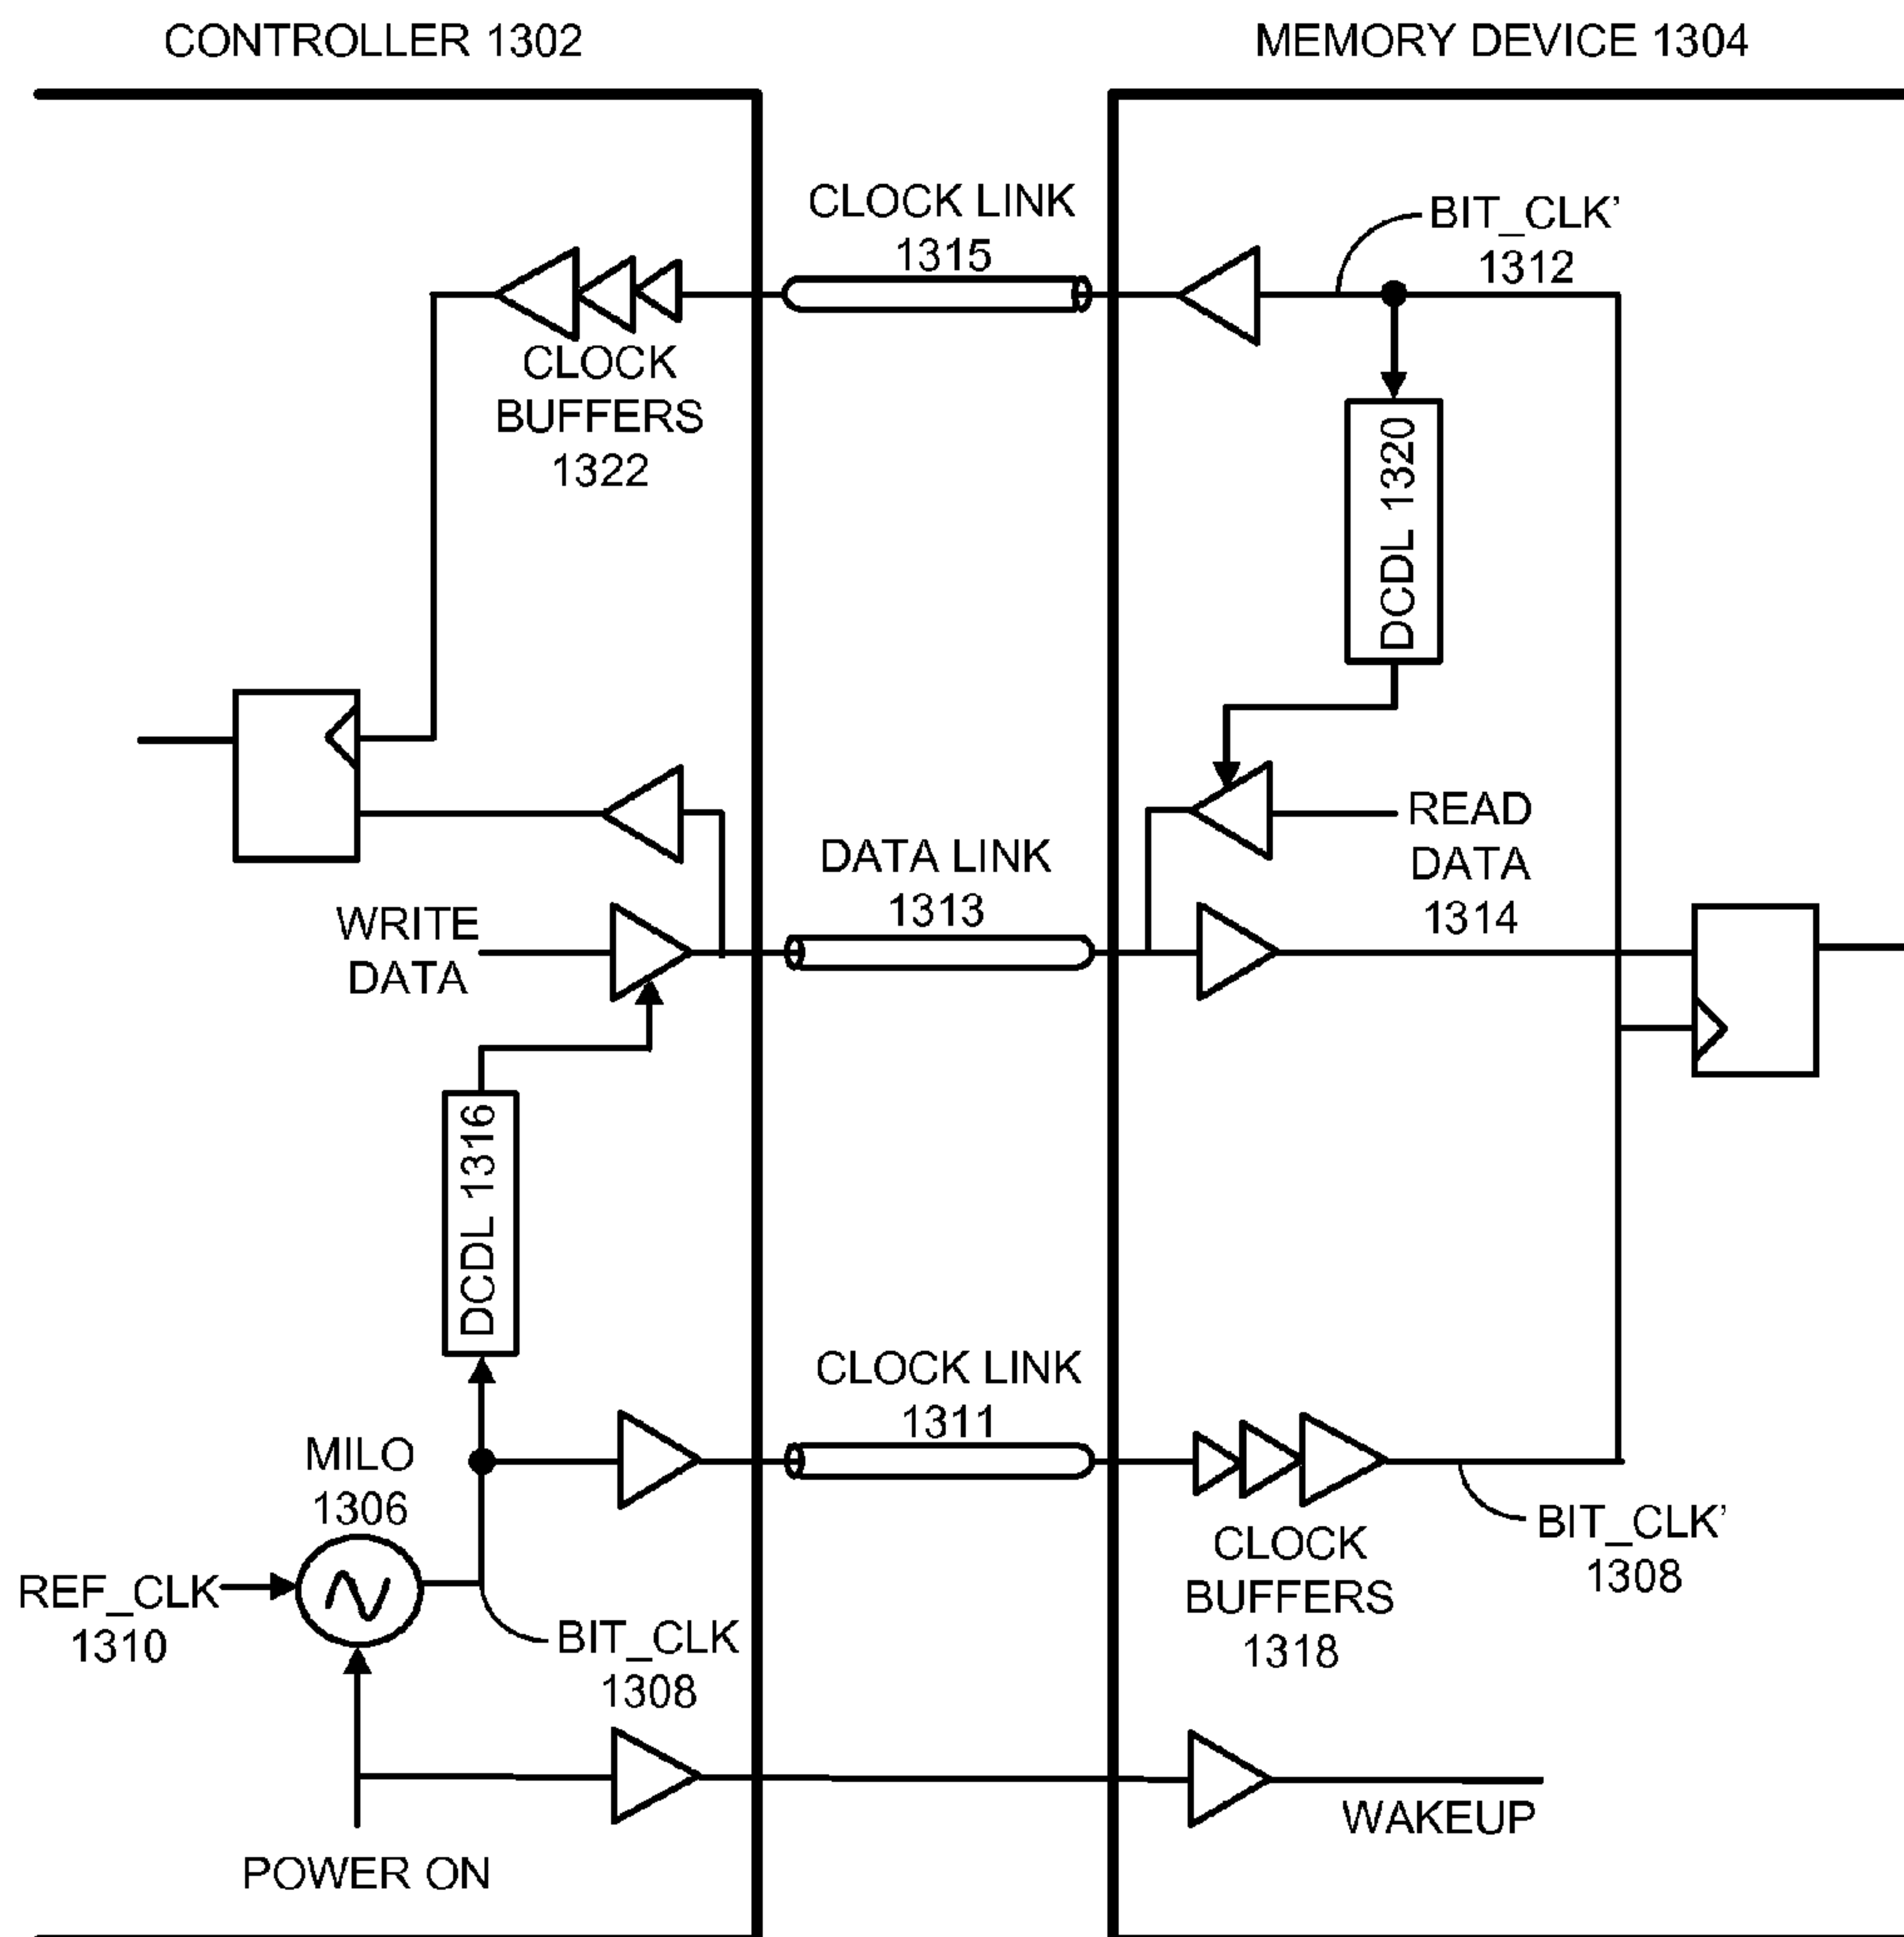 CONTROLLER 1302
MEMORY DEVICE 1304
CLOCK LINK
1315
BIT_CLK’
1312
CLOCK
BUFFERS
1322
DCDL 1320
READ
DATA
1314
DATA LINK
1313
WRITE
DATA
DCDL 1316
CLOCK LINK
1311
MILO
1306
REF_CLK
1310
BIT_CLK
1308
CLOCK
BUFFERS
1318
BIT_CLK’
1308
WAKEUP
POWER ON